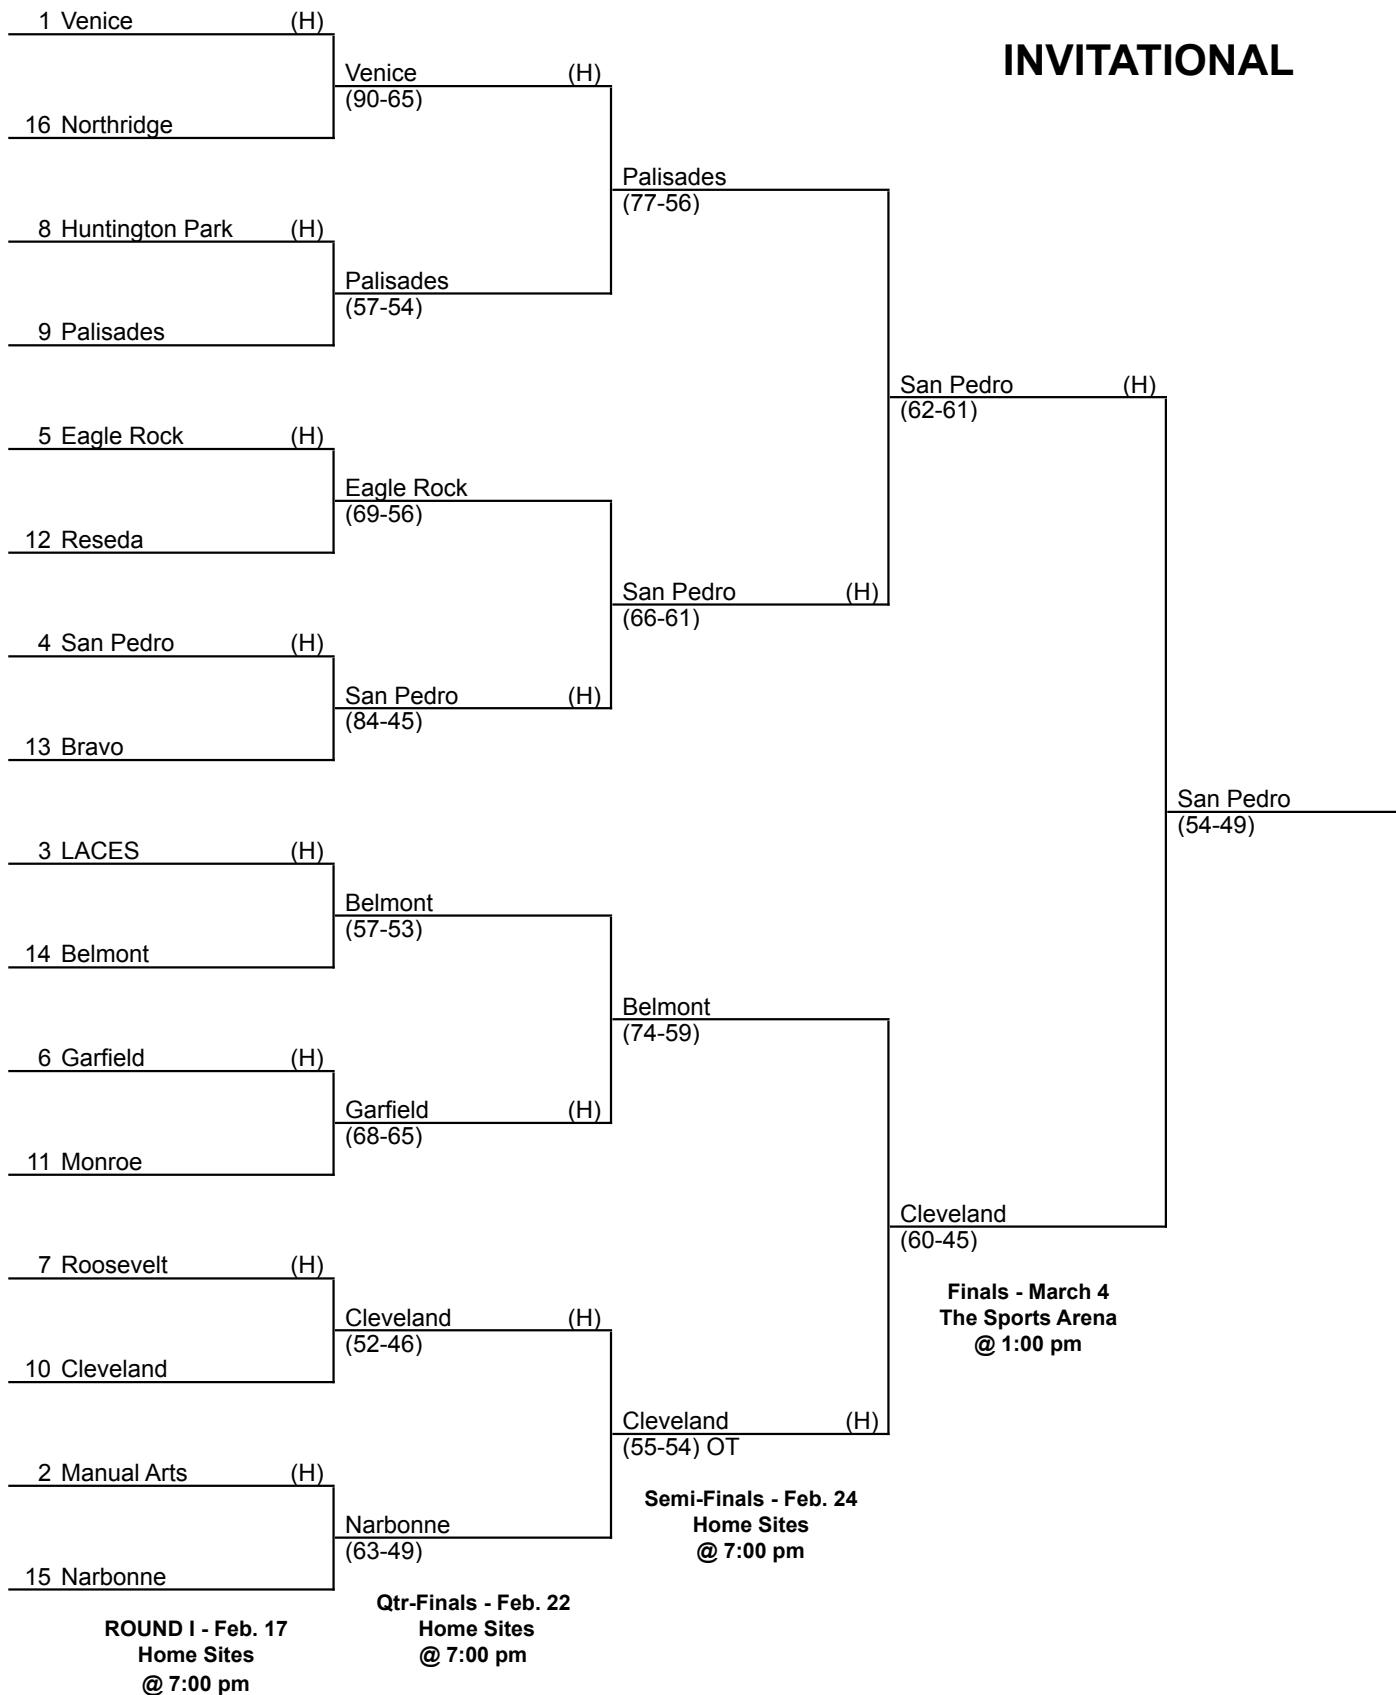 INVITATIONAL
1 Venice (H)
16 Northridge
8 Huntington Park (H)
9 Palisades
5 Eagle Rock (H)
12 Reseda
4 San Pedro (H)
13 Bravo
3 LACES (H)
14 Belmont
6 Garfield (H)
11 Monroe
7 Roosevelt (H)
10 Cleveland
2 Manual Arts (H)
15 Narbonne
ROUND I - Feb. 17
Home Sites
@ 7:00 pm
Venice (H)
(90-65)
Palisades
(57-54)
Eagle Rock
(69-56)
San Pedro (H)
(84-45)
Belmont
(57-53)
Garfield (H)
(68-65)
Cleveland (H)
(52-46)
Narbonne
(63-49)
Qtr-Finals - Feb. 22
Home Sites
@ 7:00 pm
Palisades
(77-56)
San Pedro (H)
(66-61)
Belmont
(74-59)
Cleveland (H)
(55-54) OT
Semi-Finals - Feb. 24
Home Sites
@ 7:00 pm
San Pedro (H)
(62-61)
Cleveland
(60-45)
Finals - March 4
The Sports Arena
@ 1:00 pm
San Pedro
(54-49)